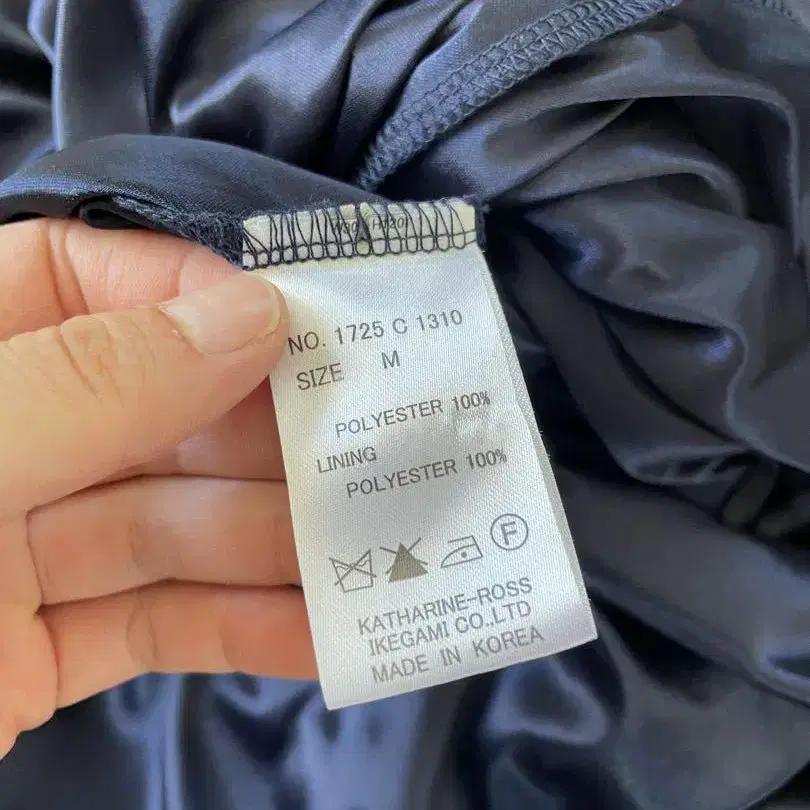 NO. 1725 C 1310
SIZE M
POLYESTER 100%
LINING
POLYESTER 100%
F
KATHARINE-ROSS
IKEGAMI CO.LTD
MADE IN KOREA